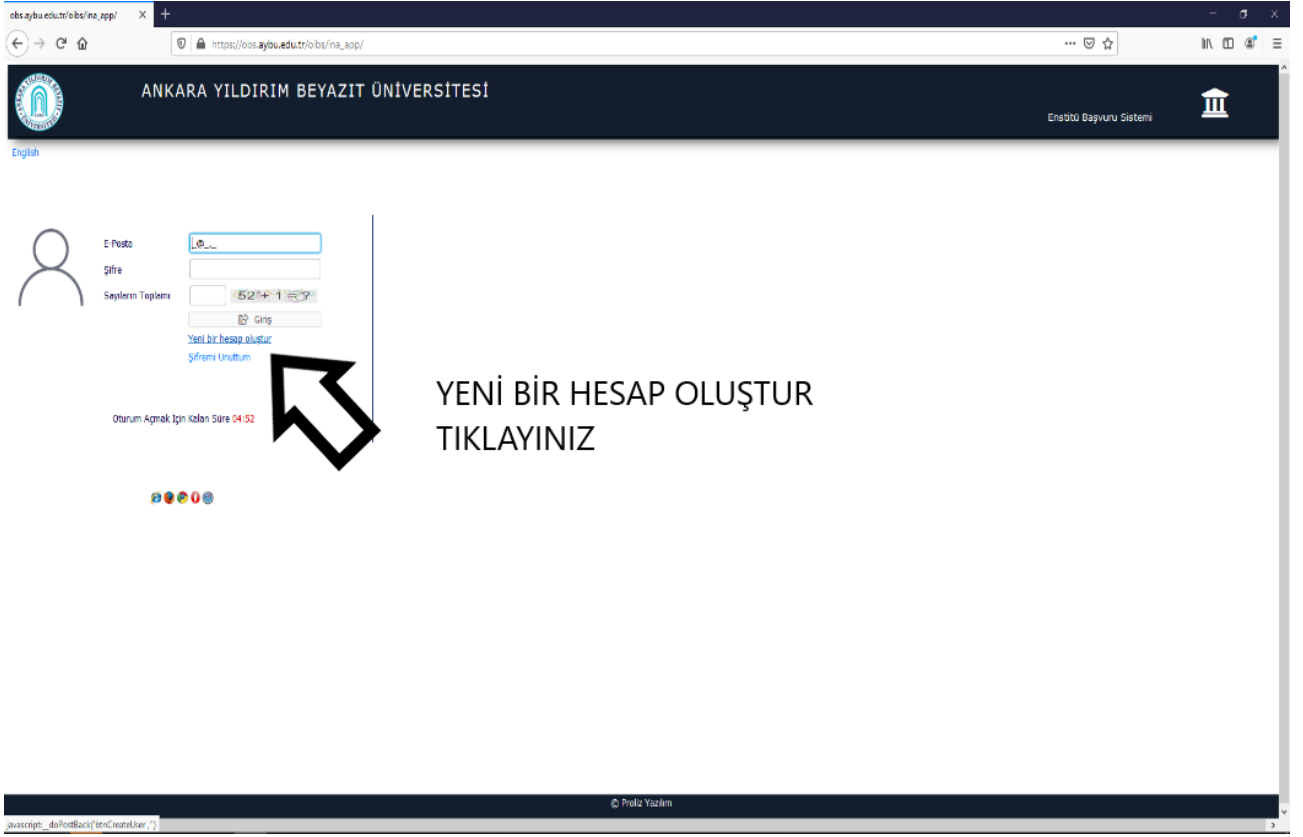 obs.aybu.edu.tr/oibs/ina_app/
https://obs.aybu.edu.tr/oibs/ina_app/
ANKARA YILDIRIM BEYAZIT ÜNİVERSİTESİ
Enstitü Başvuru Sistemi
English
E-Posta
_@_._
Şifre
Sayıların Toplamı
52 + 1 = ?
Giriş
Yeni bir hesap oluştur
Şifremi Unuttum
YENİ BİR HESAP OLUŞTUR
TIKLAYINIZ
Oturum Açmak İçin Kalan Süre 04:52
© Proliz Yazılım
javascript:__doPostBack('btnCreateUser','')